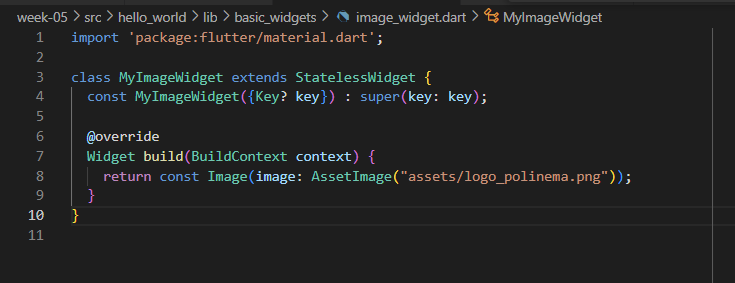 week-05 > src > hello_world > lib > basic_widgets > image_widget.dart > MyImageWidget
1 import 'package:flutter/material.dart';
2
3 class MyImageWidget extends StatelessWidget {
4   const MyImageWidget({Key? key}) : super(key: key);
5
6   @override
7   Widget build(BuildContext context) {
8     return const Image(image: AssetImage("assets/logo_polinema.png"));
9   }
10 }
11